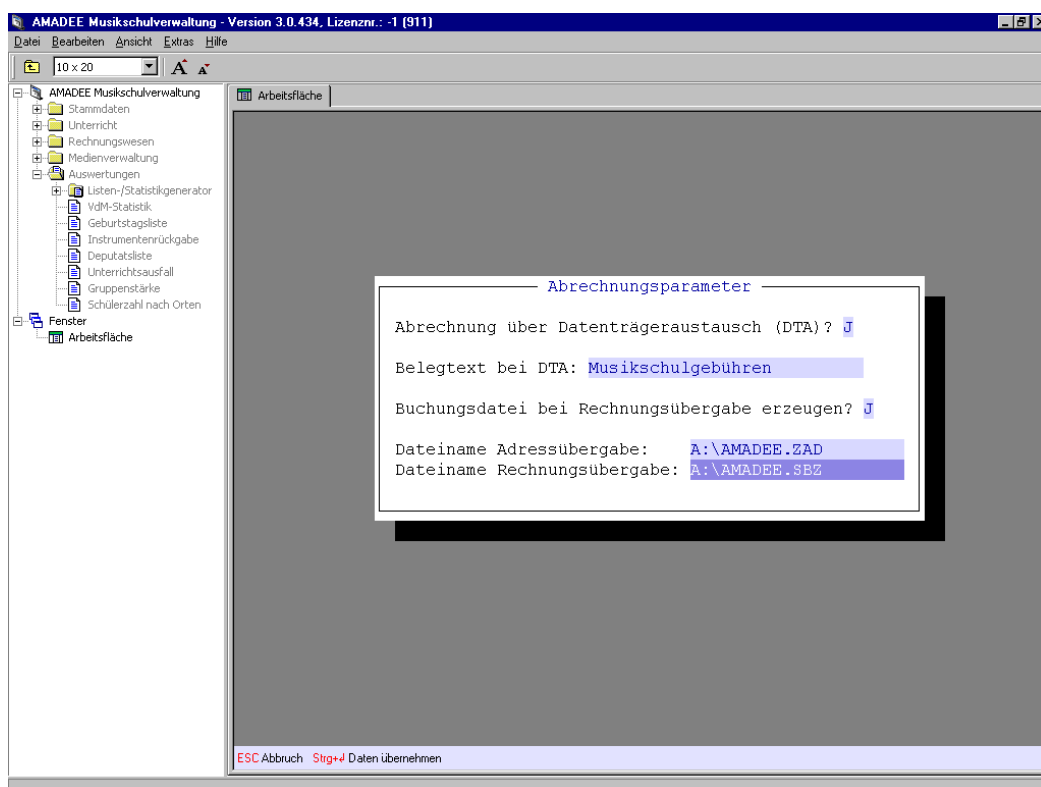 AMADEE Musikschulverwaltung - Version 3.0.434, Lizenznr.: -1 (911)
Datei Bearbeiten Ansicht Extras Hilfe
10 x 20 A A
AMADEE Musikschulverwaltung
Stammdaten
Unterricht
Rechnungswesen
Medienverwaltung
Auswertungen
Listen-/Statistikgenerator
VdM-Statistik
Geburtstagsliste
Instrumentenrückgabe
Deputatsliste
Unterrichtsausfall
Gruppenstärke
Schülerzahl nach Orten
Fenster
Arbeitsfläche
Arbeitsfläche
Abrechnungsparameter
Abrechnung über Datenträgeraustausch (DTA)? J
Belegtext bei DTA: Musikschulgebühren
Buchungsdatei bei Rechnungsübergabe erzeugen? J
Dateiname Adressübergabe: A:\AMADEE.ZAD
Dateiname Rechnungsübergabe: A:\AMADEE.SBZ
ESC Abbruch Strg+↵ Daten übernehmen